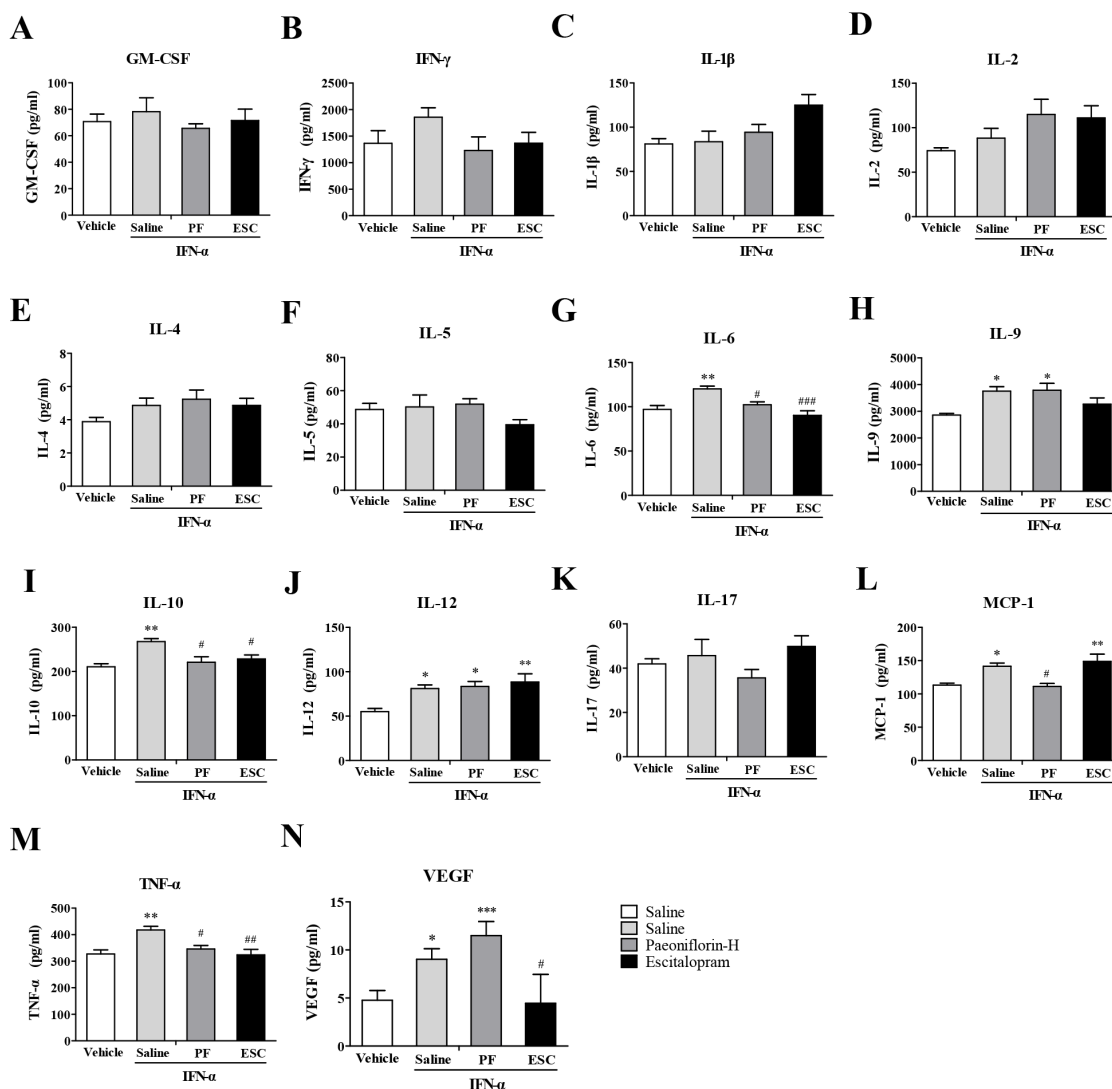 A
GM-CSF
GM-CSF (pg/ml)
80
60
40
20
0
Vehicle Saline PF ESC
IFN-α
B
IFN-γ
IFN-γ (pg/ml)
2500
2000
1500
1000
500
0
Vehicle Saline PF ESC
IFN-α
C
IL-1β
IL-1β (pg/ml)
150
100
50
0
Vehicle Saline PF ESC
IFN-α
D
IL-2
IL-2 (pg/ml)
150
100
50
0
Vehicle Saline PF ESC
IFN-α
E
IL-4
IL-4 (pg/ml)
8
6
4
2
0
Vehicle Saline PF ESC
IFN-α
F
IL-5
IL-5 (pg/ml)
60
40
20
0
Vehicle Saline PF ESC
IFN-α
G
IL-6
IL-6 (pg/ml)
150
100
50
0
** # ###
Vehicle Saline PF ESC
IFN-α
H
IL-9
IL-9 (pg/ml)
5000
4000
3000
2000
1000
0
* *
Vehicle Saline PF ESC
IFN-α
I
IL-10
IL-10 (pg/ml)
300
200
100
0
** # #
Vehicle Saline PF ESC
IFN-α
J
IL-12
IL-12 (pg/ml)
150
100
50
0
* * **
Vehicle Saline PF ESC
IFN-α
K
IL-17
IL-17 (pg/ml)
60
40
20
0
Vehicle Saline PF ESC
IFN-α
L
MCP-1
MCP-1 (pg/ml)
200
150
100
50
0
* # **
Vehicle Saline PF ESC
IFN-α
M
TNF-α
TNF-α (pg/ml)
500
400
300
200
100
0
** # ##
Vehicle Saline PF ESC
IFN-α
N
VEGF
VEGF (pg/ml)
15
10
5
0
* *** #
Vehicle Saline PF ESC
IFN-α
Saline
Saline
Paeoniflorin-H
Escitalopram